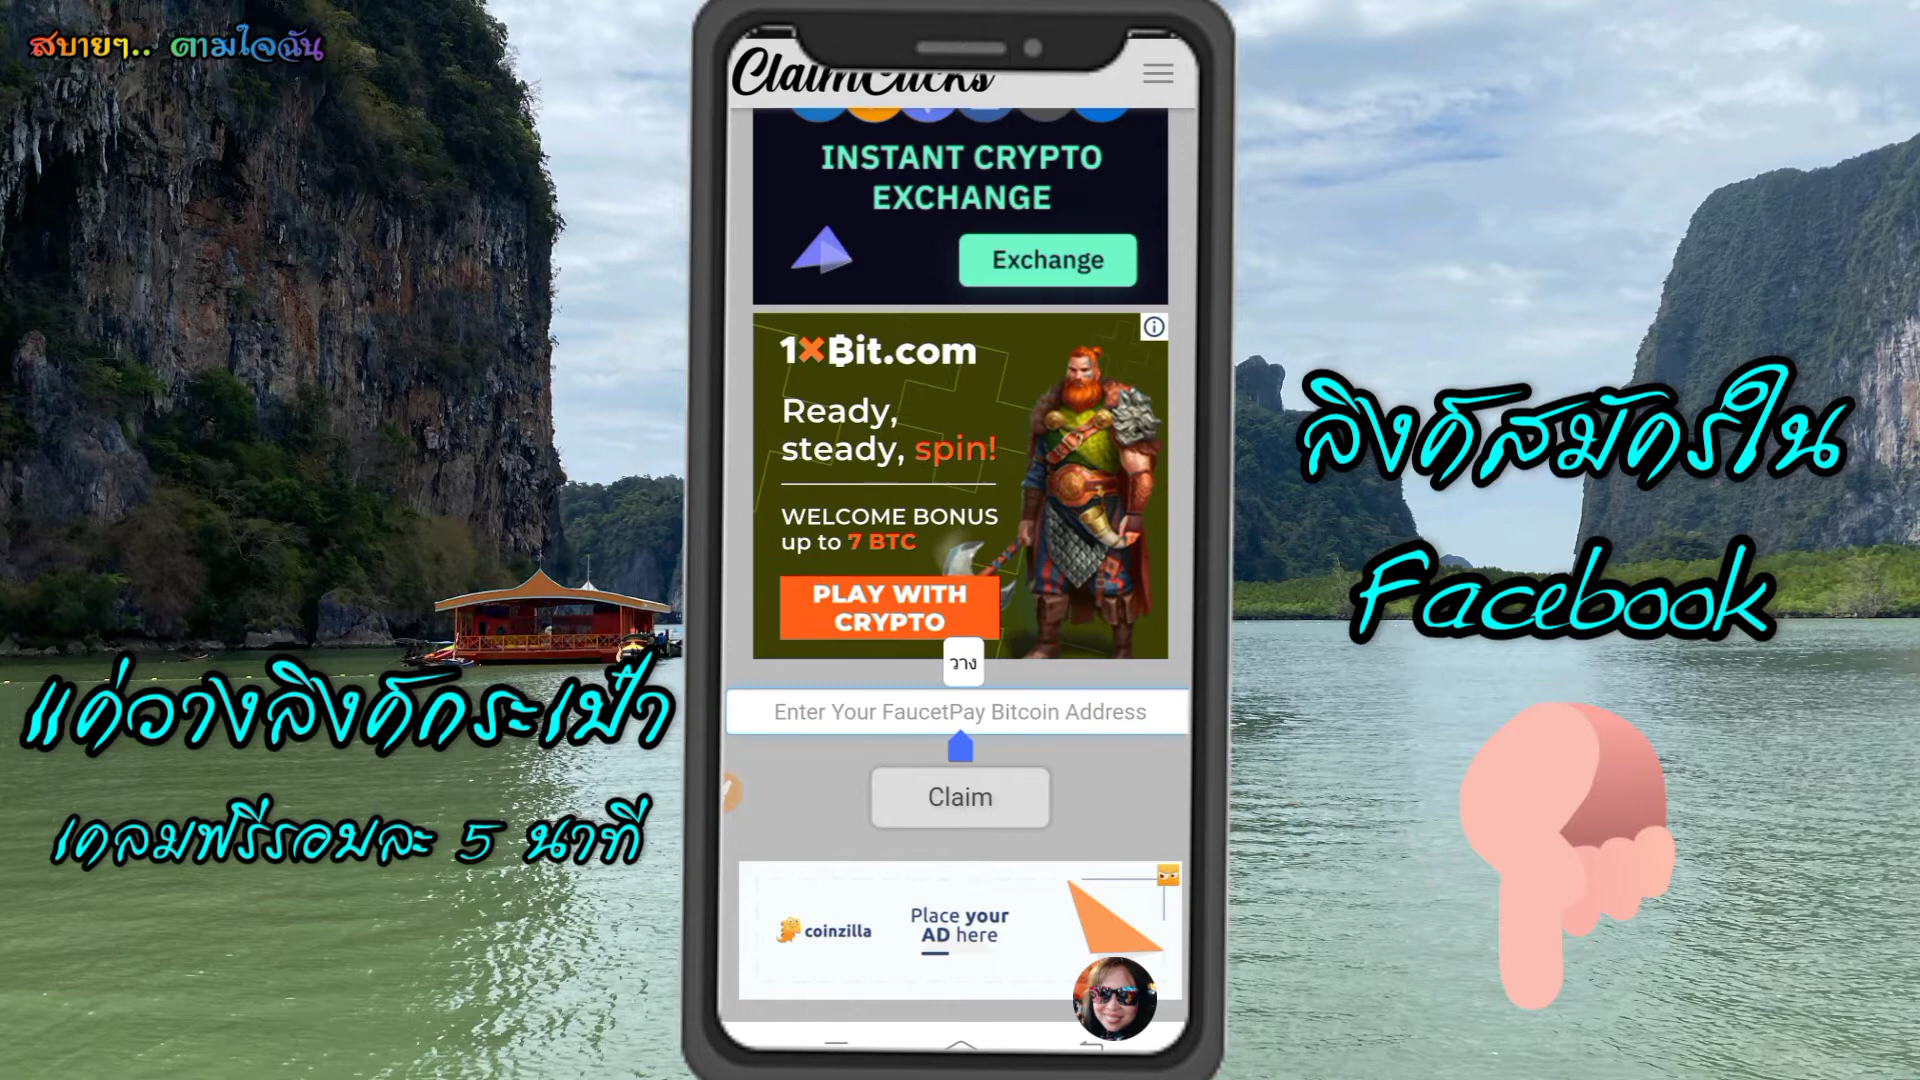 สบายๆ.. ตามใจฉัน
ClaimClicks
INSTANT CRYPTO
EXCHANGE
Exchange
1xBit.com
Ready,
steady, spin!
WELCOME BONUS
up to 7 BTC
PLAY WITH
CRYPTO
วาง
Enter Your FaucetPay Bitcoin Address
Claim
coinzilla
Place your
AD here
แค่วางลิงค์กระเป๋า
เคลมฟรีรอบละ 5 นาที
ลิงค์สมัครใน
Facebook